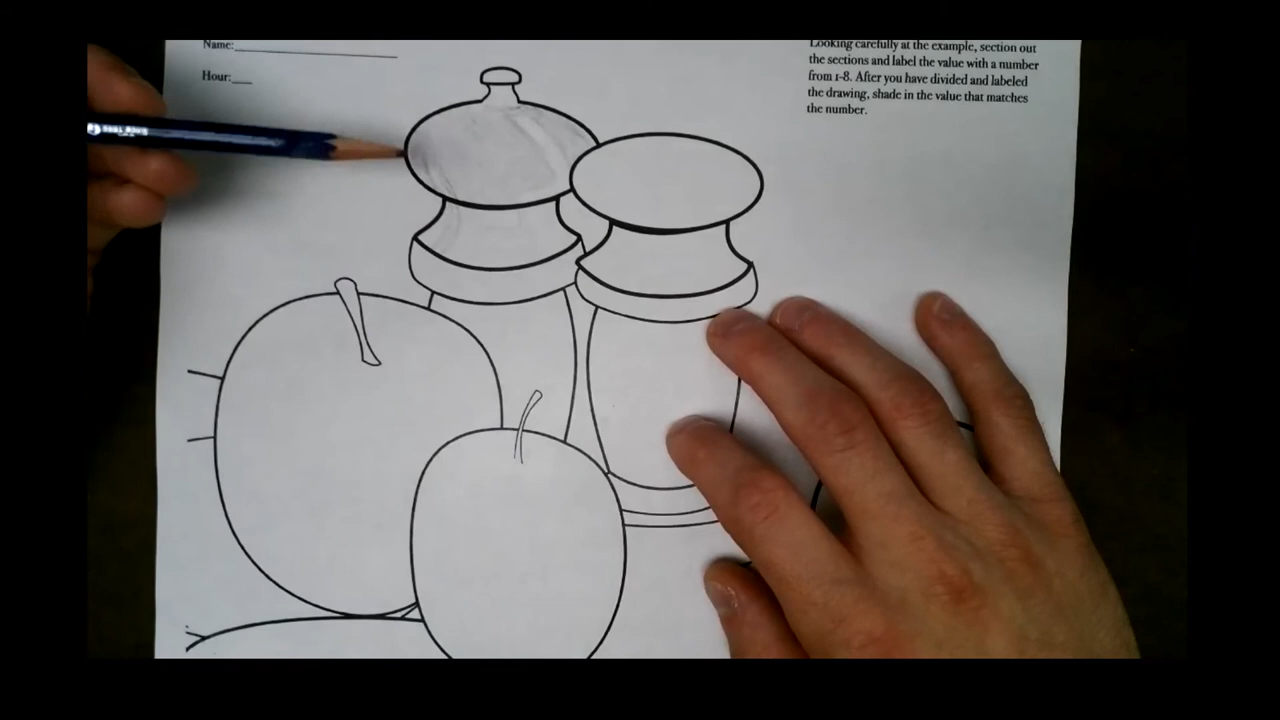 Name:
Hour:
Looking carefully at the example, section out
the sections and label the value with a number
from 1-8. After you have divided and labeled
the drawing, shade in the value that matches
the number.